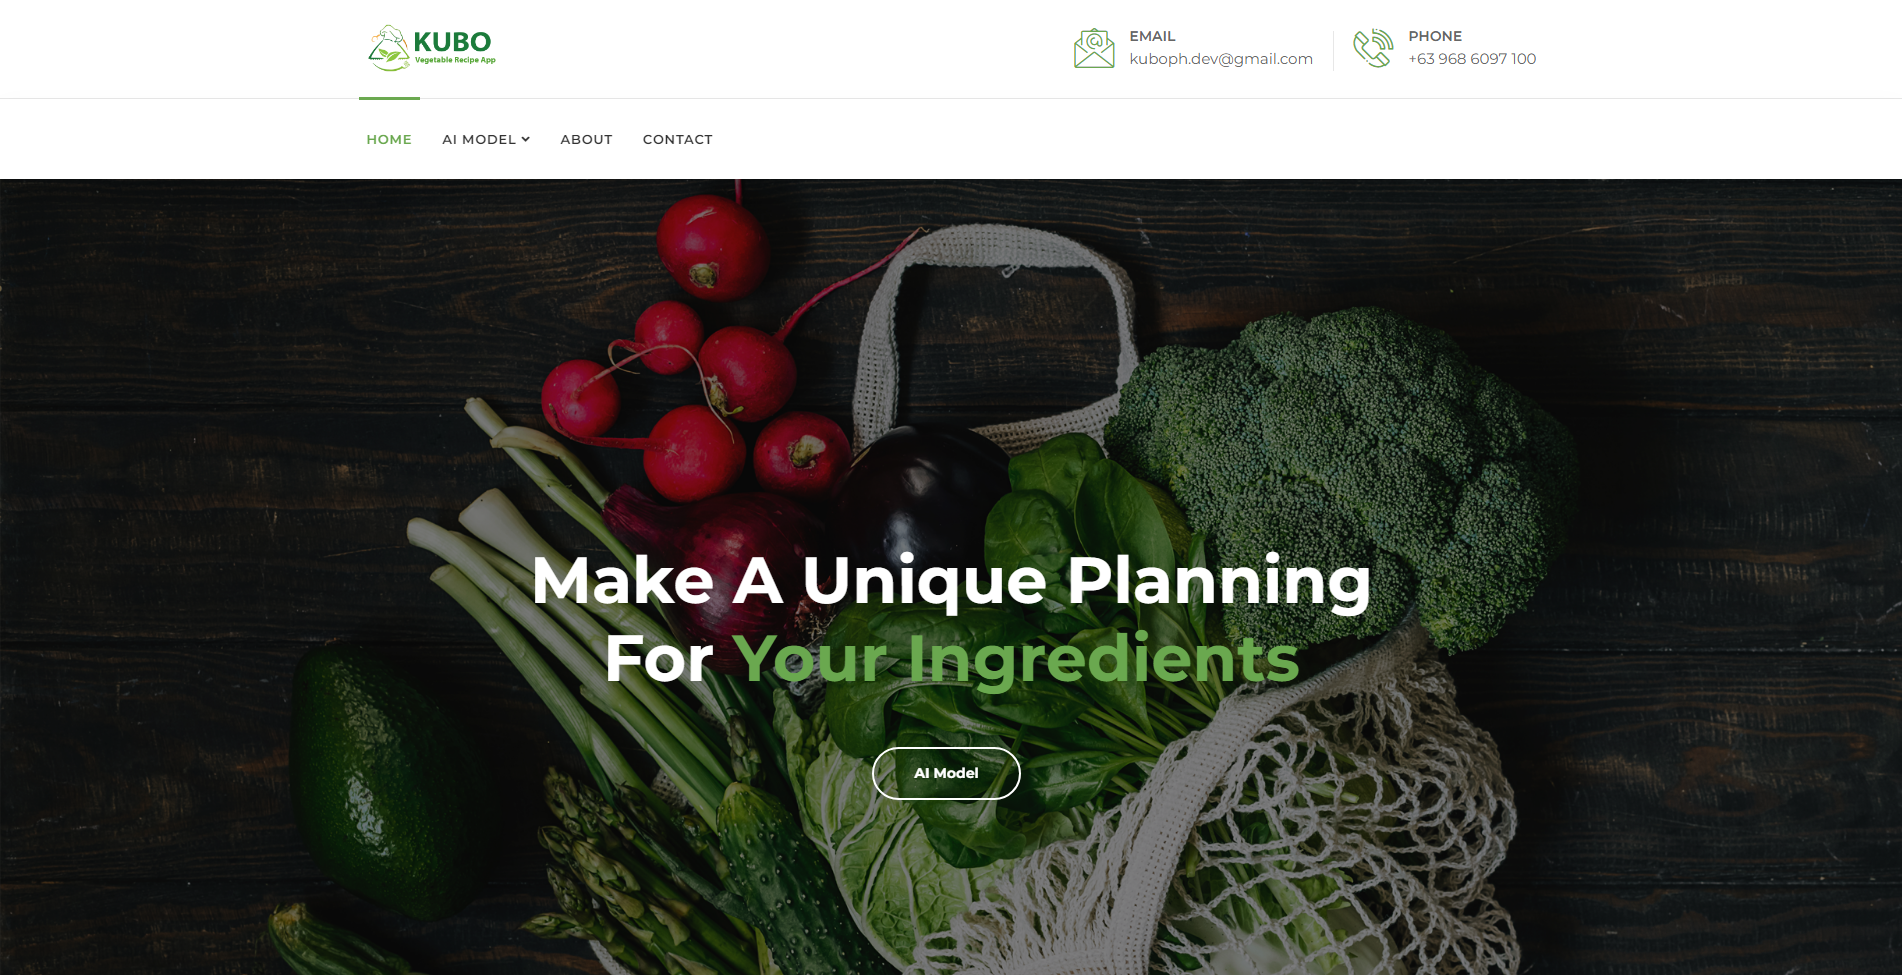 KUBO
Vegetable Recipe App
EMAIL
kuboph.dev@gmail.com
PHONE
+63 968 6097 100
HOME
AI MODEL
ABOUT
CONTACT
Make A Unique Planning
For Your Ingredients
AI Model